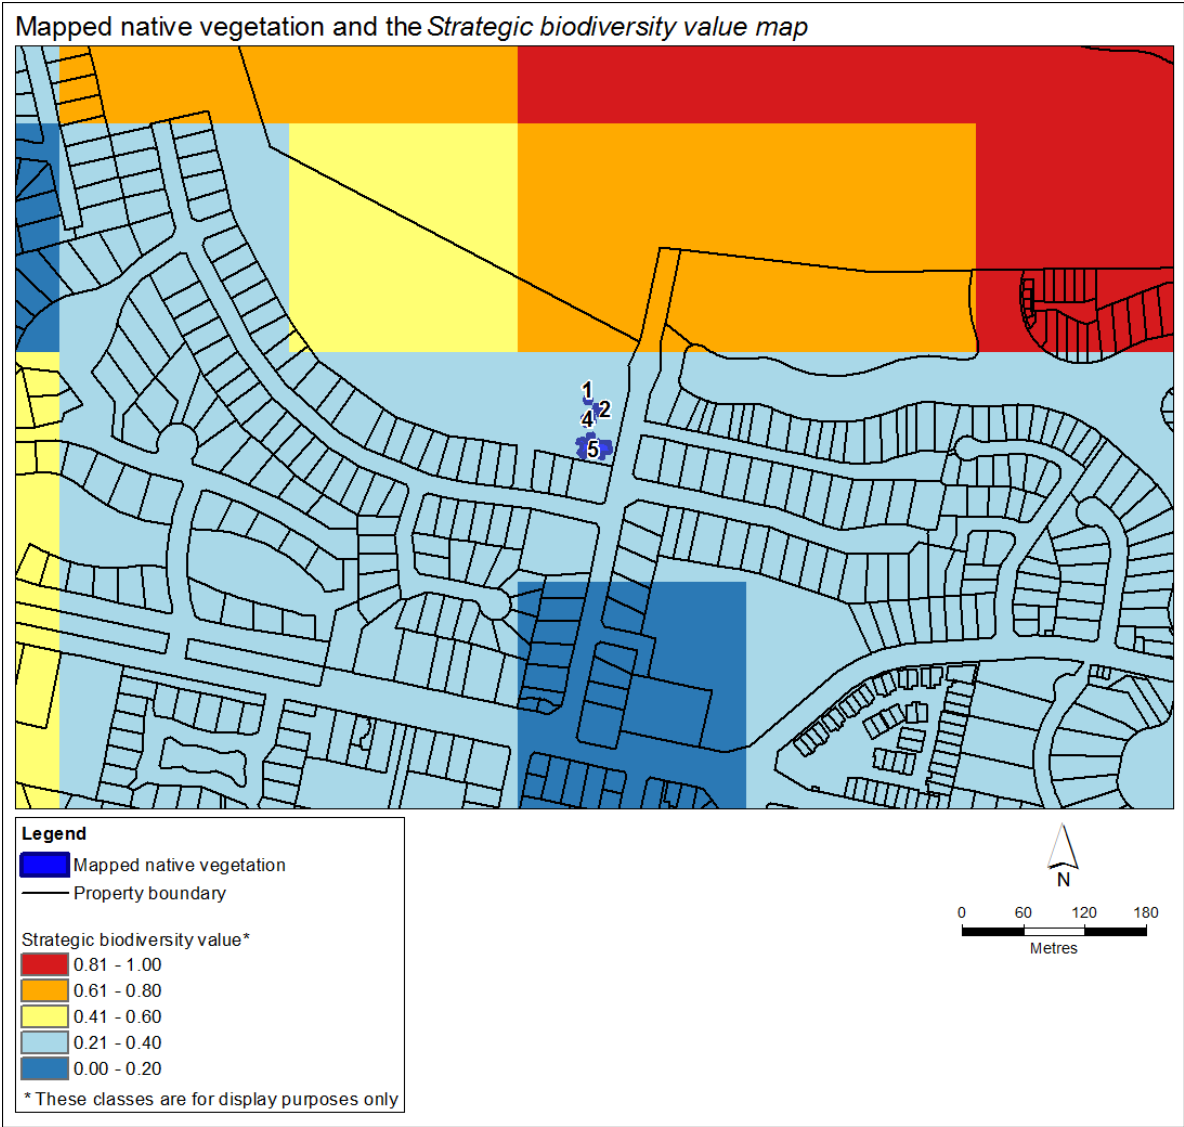 Mapped native vegetation and the Strategic biodiversity value map
1
2
4
5
Legend
Mapped native vegetation
Property boundary
Strategic biodiversity value*
0.81 - 1.00
0.61 - 0.80
0.41 - 0.60
0.21 - 0.40
0.00 - 0.20
* These classes are for display purposes only
N
0 60 120 180
Metres